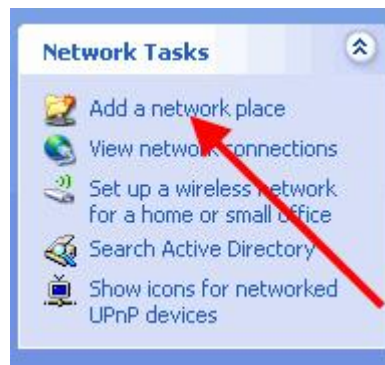 Network Tasks
Add a network place
View network connections
Set up a wireless network
for a home or small office
Search Active Directory
Show icons for networked
UPnP devices